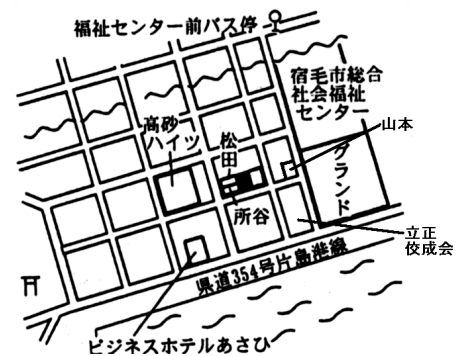 福祉センター前バス停
宿毛市総合
社会福祉
センター
高砂
ハイツ
松田
山本
グランド
所谷
立正
佼成会
県道354号片島港線
ビジネスホテルあさひ